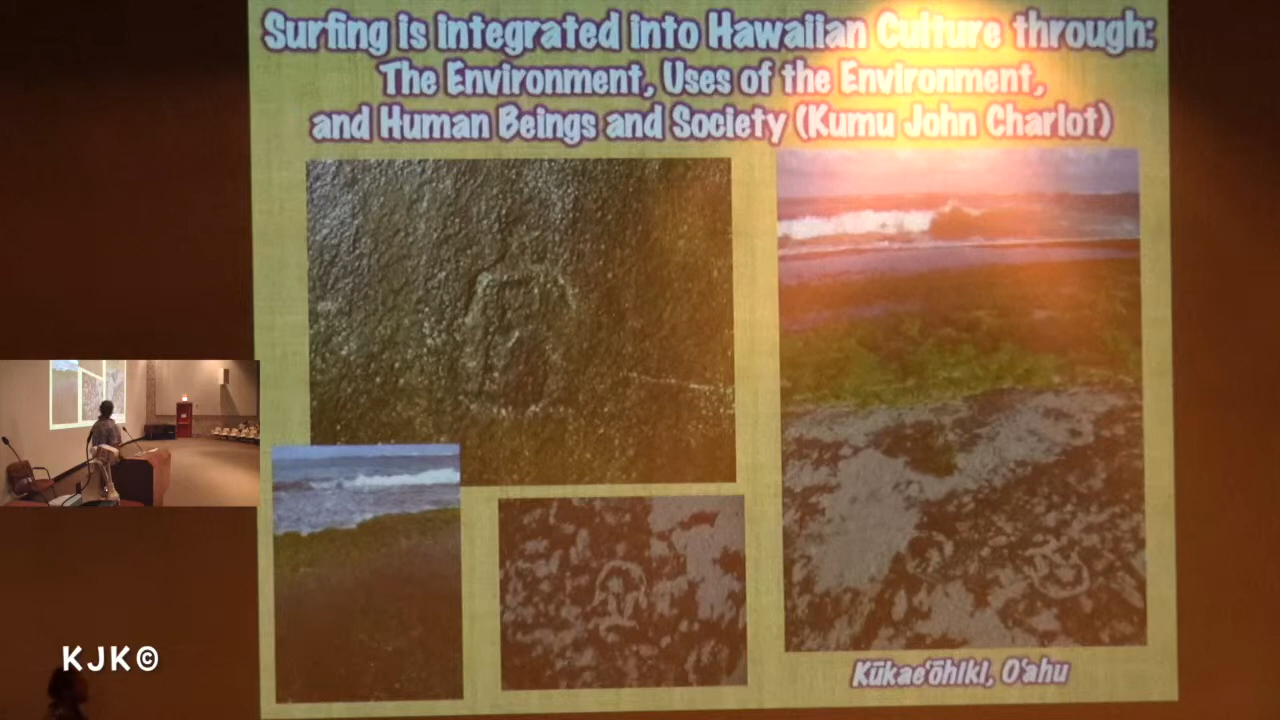 Surfing is integrated into Hawaiian Culture through:
The Environment, Uses of the Environment,
and Human Beings and Society (Kumu John Charlot)
Kūkaeʻōhiki, Oʻahu
KJK©